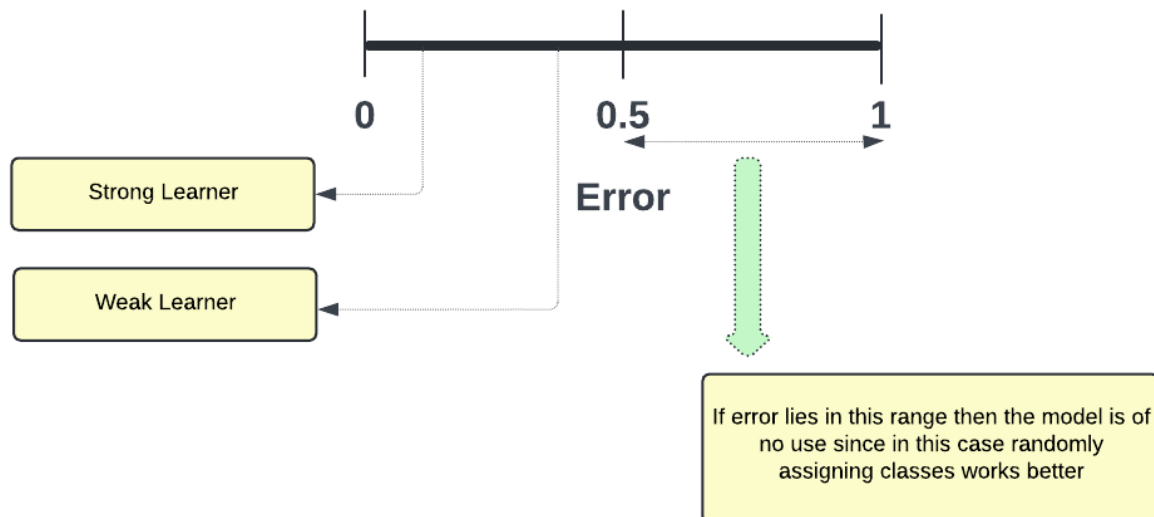 0
0.5
1
Error
Strong Learner
Weak Learner
If error lies in this range then the model is of
no use since in this case randomly
assigning classes works better